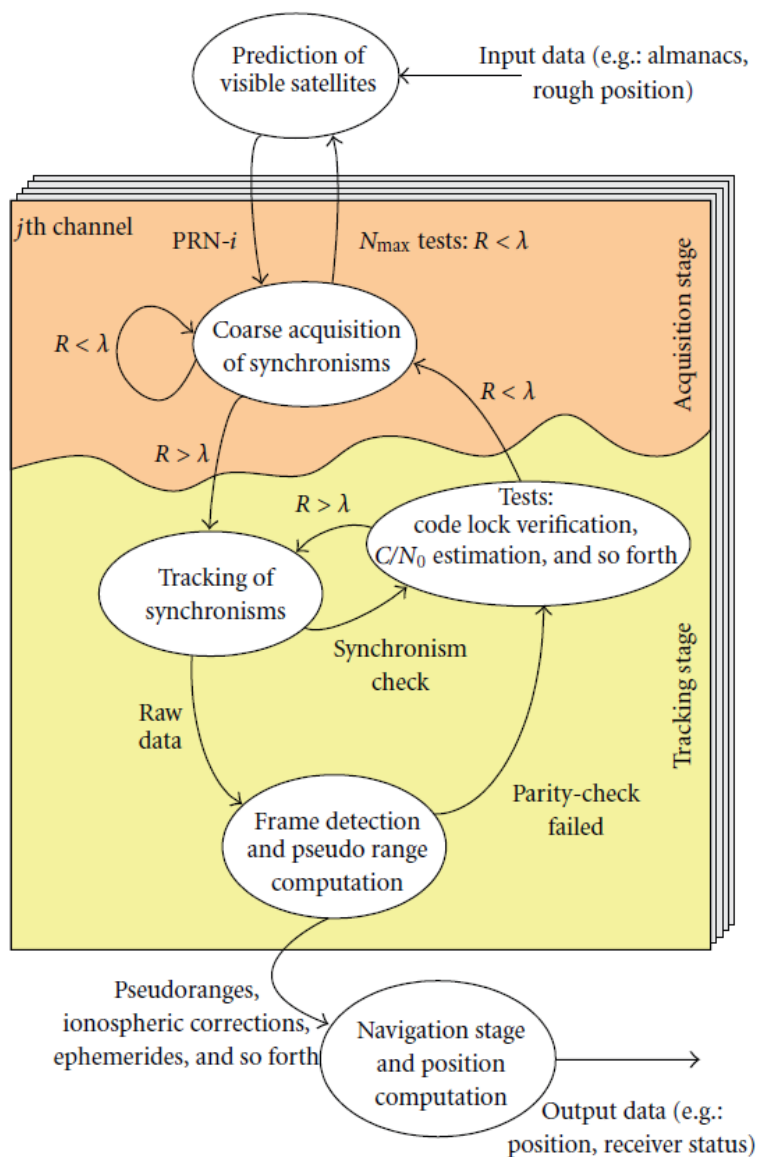 Prediction of
visible satellites
Input data (e.g.: almanacs,
rough position)
jth channel
PRN-i
Nmax tests: R < λ
Acquisition stage
Coarse acquisition
of synchronisms
R < λ
R < λ
R > λ
Tests:
code lock verification,
C/N0 estimation, and so forth
R > λ
Tracking of
synchronisms
Synchronism
check
Tracking stage
Raw
data
Parity-check
failed
Frame detection
and pseudo range
computation
Pseudoranges,
ionospheric corrections,
ephemerides, and so forth
Navigation stage
and position
computation
Output data (e.g.:
position, receiver status)